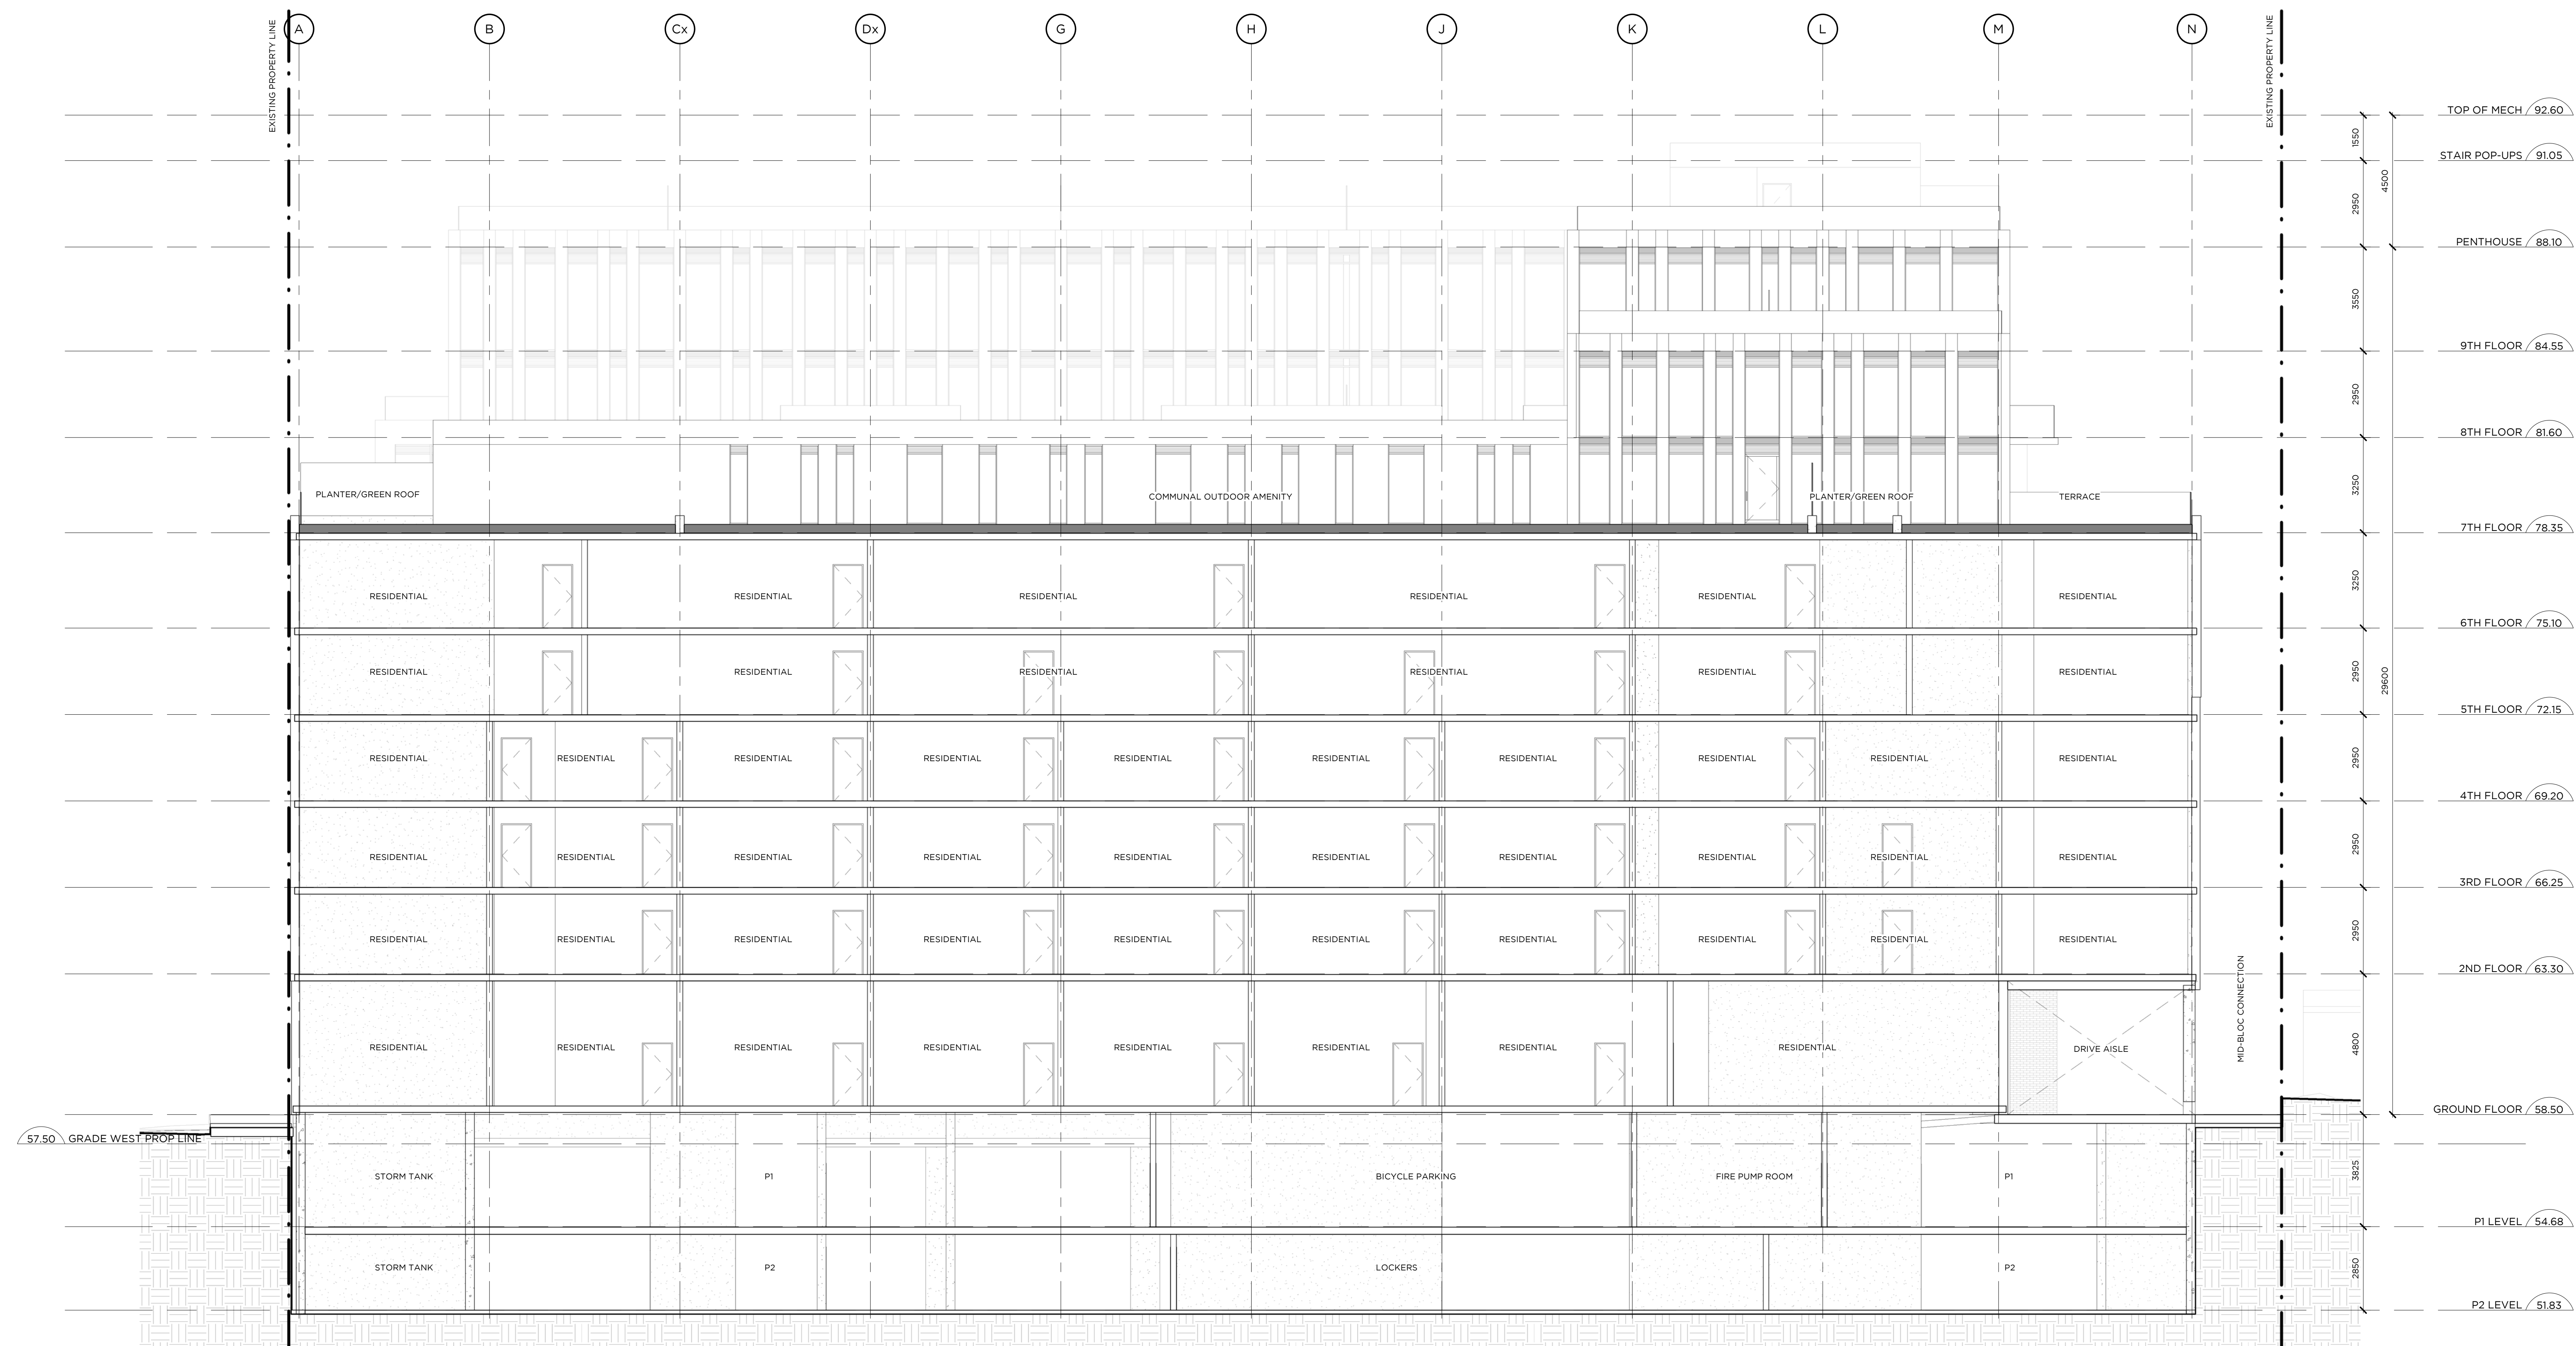 EXISTING PROPERTY LINE
A
B
Cx
Dx
G
H
J
K
L
M
N
EXISTING PROPERTY LINE
TOP OF MECH 92.60
1550
STAIR POP-UPS 91.05
4500
2950
PENTHOUSE 88.10
3550
9TH FLOOR 84.55
2950
8TH FLOOR 81.60
3250
PLANTER/GREEN ROOF
COMMUNAL OUTDOOR AMENITY
PLANTER/GREEN ROOF
TERRACE
7TH FLOOR 78.35
3250
RESIDENTIAL
RESIDENTIAL
RESIDENTIAL
RESIDENTIAL
RESIDENTIAL
RESIDENTIAL
6TH FLOOR 75.10
2950
29600
RESIDENTIAL
RESIDENTIAL
RESIDENTIAL
RESIDENTIAL
RESIDENTIAL
RESIDENTIAL
5TH FLOOR 72.15
2950
RESIDENTIAL
RESIDENTIAL
RESIDENTIAL
RESIDENTIAL
RESIDENTIAL
RESIDENTIAL
RESIDENTIAL
RESIDENTIAL
RESIDENTIAL
RESIDENTIAL
4TH FLOOR 69.20
2950
RESIDENTIAL
RESIDENTIAL
RESIDENTIAL
RESIDENTIAL
RESIDENTIAL
RESIDENTIAL
RESIDENTIAL
RESIDENTIAL
RESIDENTIAL
RESIDENTIAL
3RD FLOOR 66.25
2950
RESIDENTIAL
RESIDENTIAL
RESIDENTIAL
RESIDENTIAL
RESIDENTIAL
RESIDENTIAL
RESIDENTIAL
RESIDENTIAL
RESIDENTIAL
RESIDENTIAL
2ND FLOOR 63.30
MID-BLOC CONNECTION
4800
RESIDENTIAL
RESIDENTIAL
RESIDENTIAL
RESIDENTIAL
RESIDENTIAL
RESIDENTIAL
RESIDENTIAL
RESIDENTIAL
DRIVE AISLE
GROUND FLOOR 58.50
57.50 GRADE WEST PROP LINE
3825
STORM TANK
P1
BICYCLE PARKING
FIRE PUMP ROOM
P1
P1 LEVEL 54.68
2850
STORM TANK
P2
LOCKERS
P2
P2 LEVEL 51.83